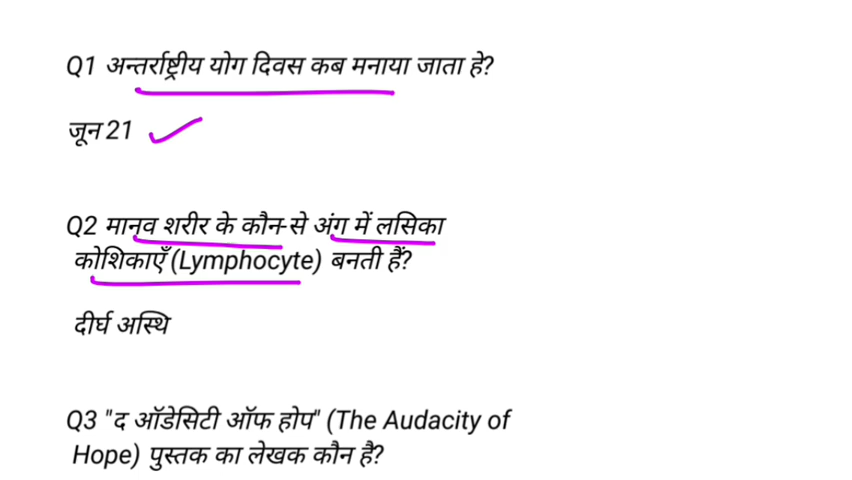 Q1 अन्तर्राष्ट्रीय योग दिवस कब मनाया जाता हे?
जून 21
Q2 मानव शरीर के कौन-से अंग में लसिका
कोशिकाएँ (Lymphocyte) बनती हैं?
दीर्घ अस्थि
Q3 "द ऑडेसिटी ऑफ होप" (The Audacity of
Hope) पुस्तक का लेखक कौन है?